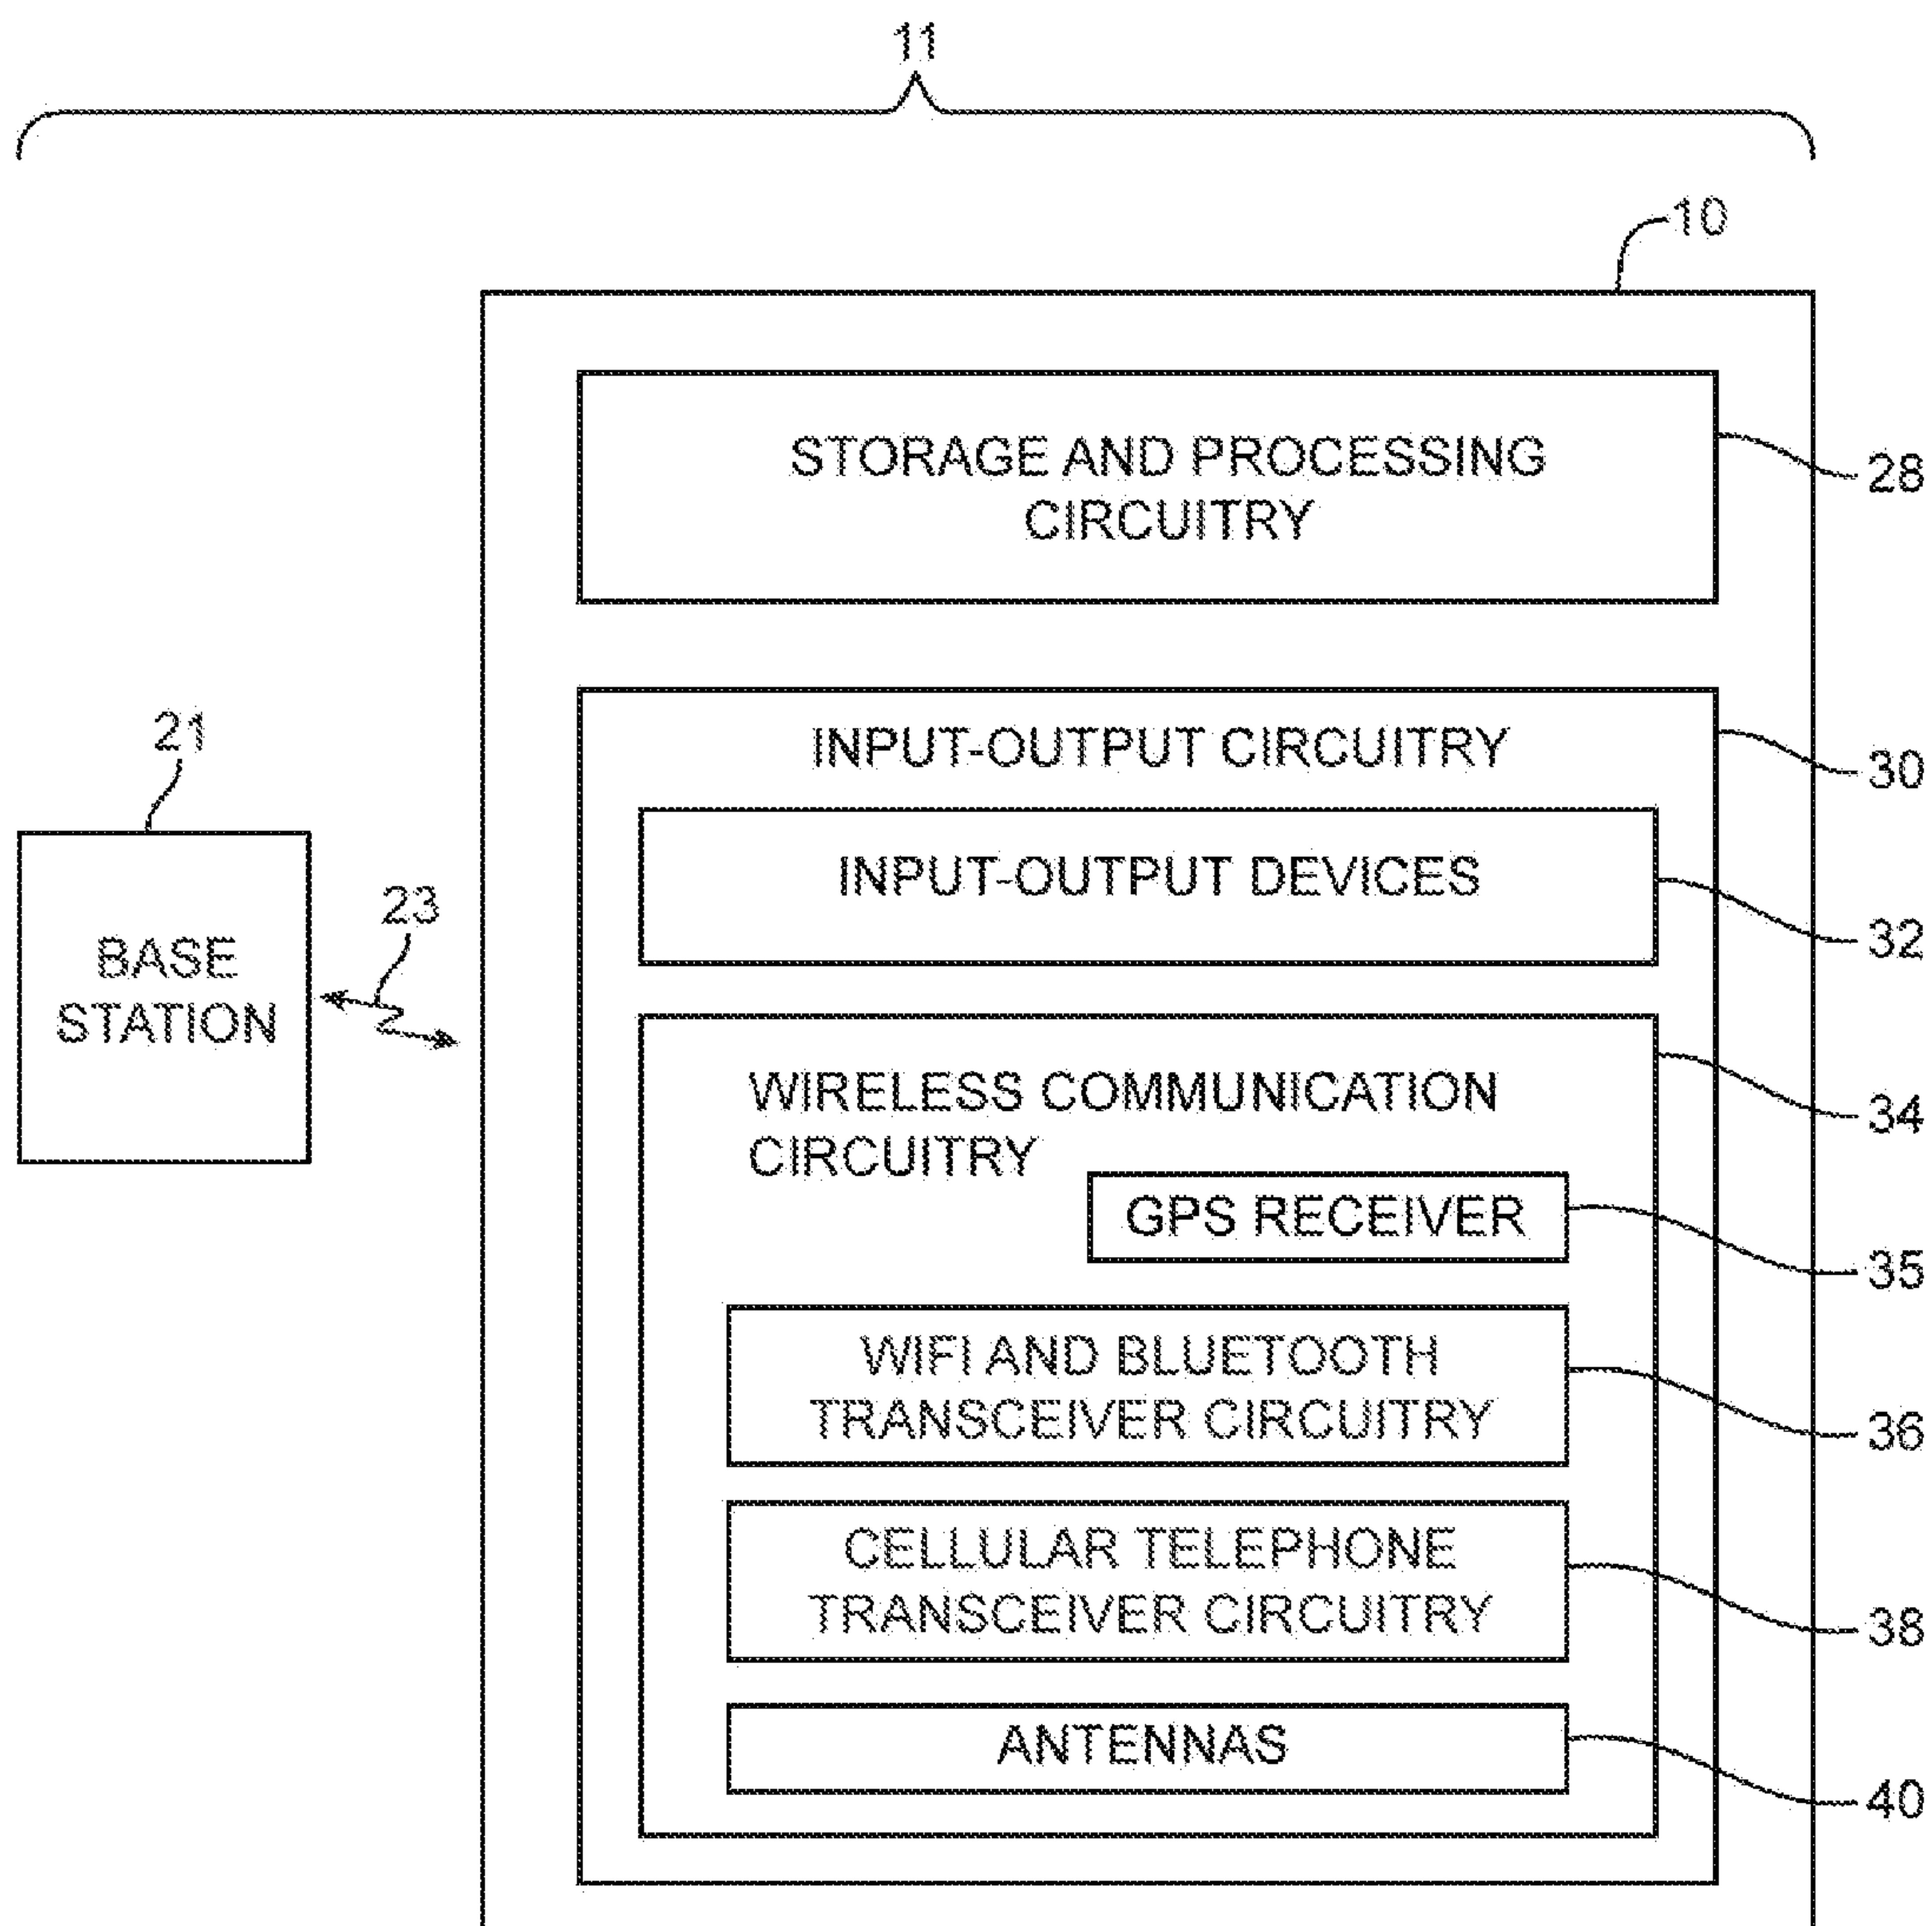 11
10
STORAGE AND PROCESSING
CIRCUITRY
28
21
INPUT-OUTPUT CIRCUITRY
30
INPUT-OUTPUT DEVICES
32
23
BASE
STATION
WIRELESS COMMUNICATION
CIRCUITRY
34
GPS RECEIVER
35
WIFI AND BLUETOOTH
TRANSCEIVER CIRCUITRY
36
CELLULAR TELEPHONE
TRANSCEIVER CIRCUITRY
38
ANTENNAS
40